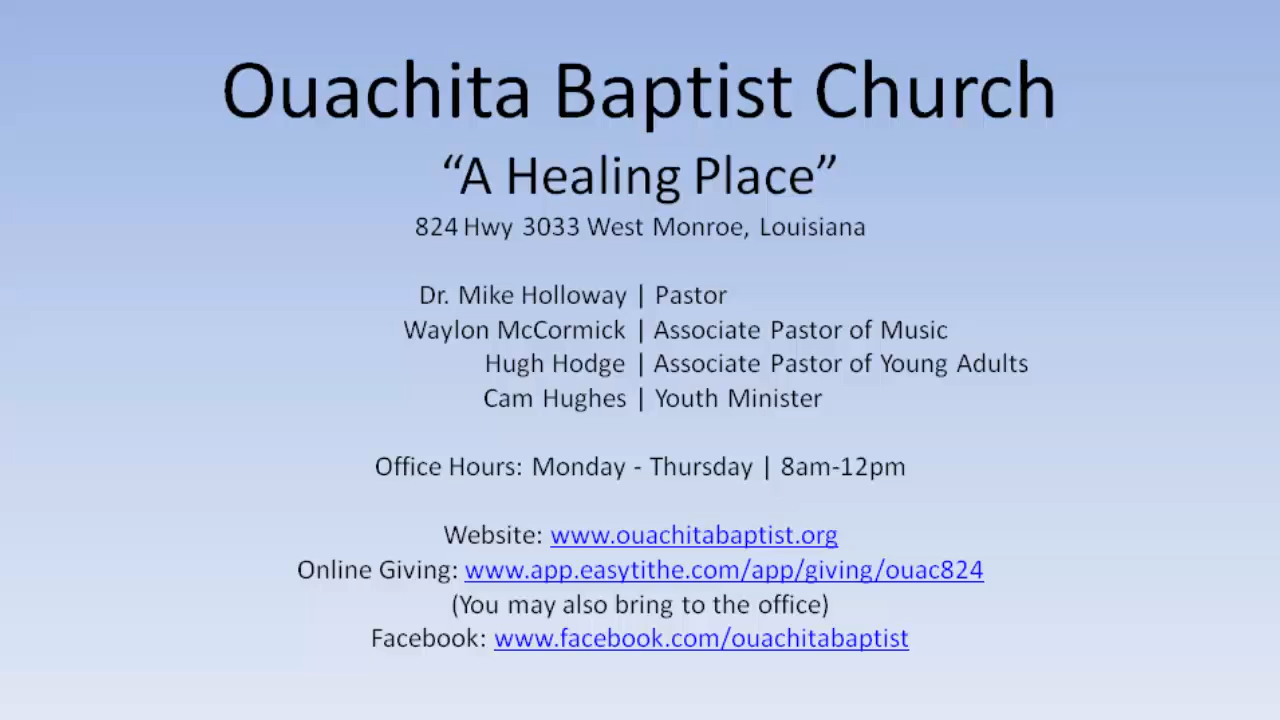 Ouachita Baptist Church
“A Healing Place”
824 Hwy 3033 West Monroe, Louisiana
Dr. Mike Holloway | Pastor
Waylon McCormick | Associate Pastor of Music
Hugh Hodge | Associate Pastor of Young Adults
Cam Hughes | Youth Minister
Office Hours: Monday - Thursday | 8am-12pm
Website: www.ouachitabaptist.org
Online Giving: www.app.easytithe.com/app/giving/ouac824
(You may also bring to the office)
Facebook: www.facebook.com/ouachitabaptist